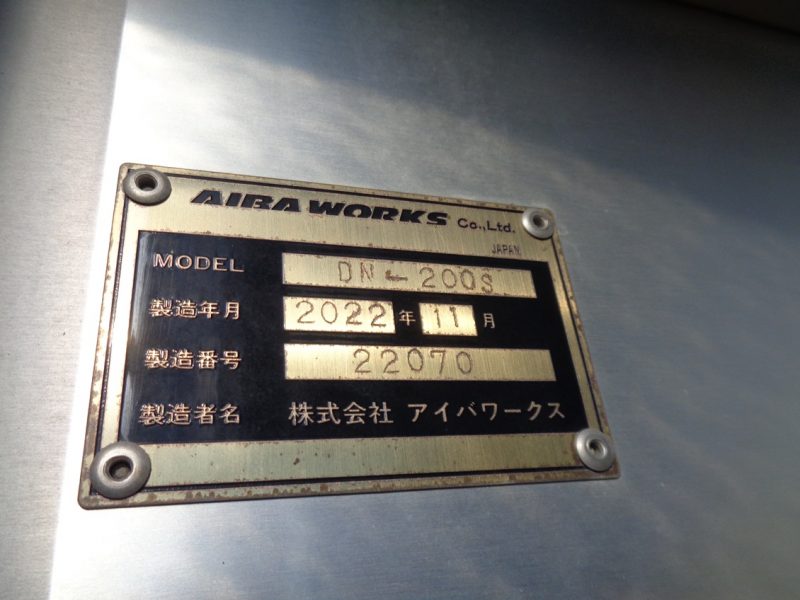 AIBA WORKS Co.,Ltd.
JAPAN.
MODEL DN-200S
製造年月 2022 年 11 月
製造番号 22070
製造者名 株式会社 アイバワークス